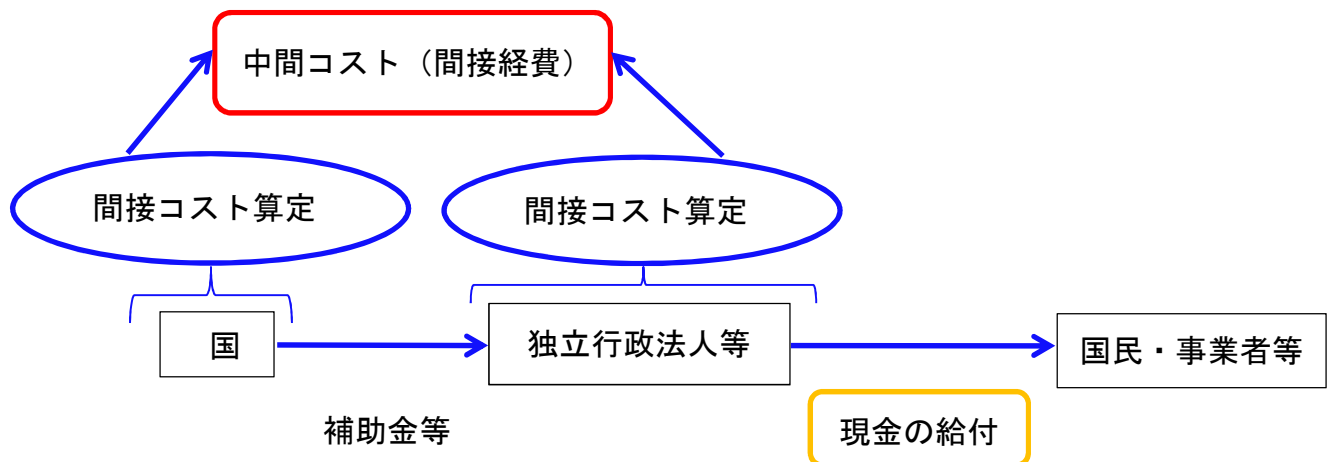 中間コスト（間接経費）
間接コスト算定
間接コスト算定
国
独立行政法人等
国民・事業者等
補助金等
現金の給付